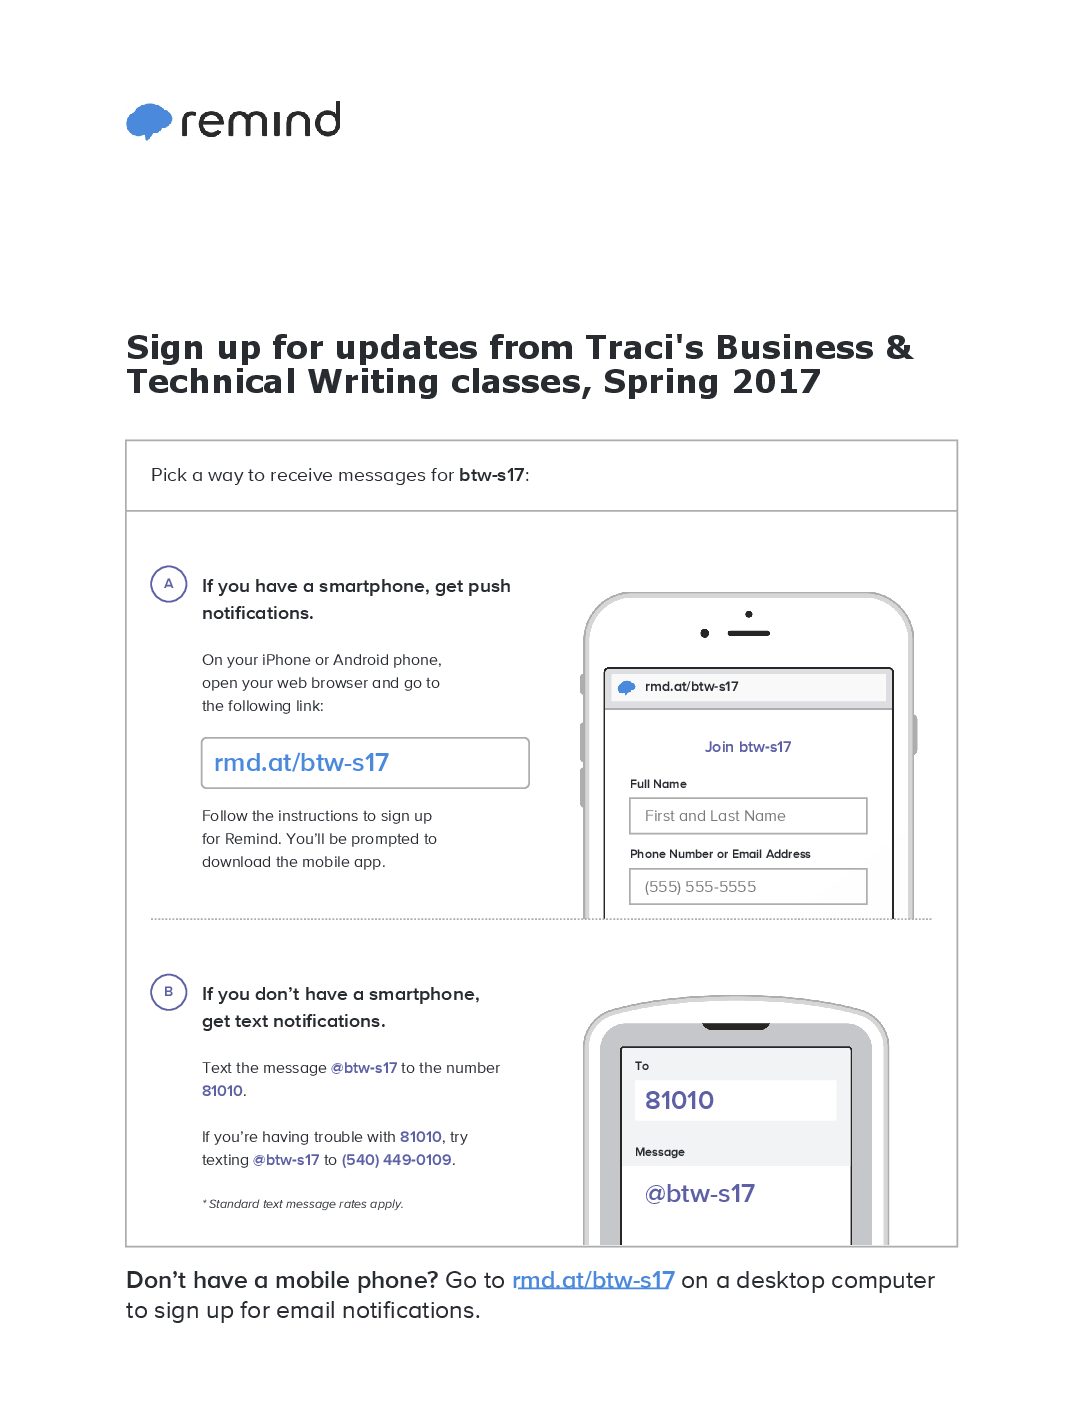 remind
Sign up for updates from Traci's Business &
Technical Writing classes, Spring 2017
Pick a way to receive messages for btw-s17:
A
If you have a smartphone, get push
notifications.
On your iPhone or Android phone,
open your web browser and go to
the following link:
rmd.at/btw-s17
Follow the instructions to sign up
for Remind. You’ll be prompted to
download the mobile app.
rmd.at/btw-s17
Join btw-s17
Full Name
First and Last Name
Phone Number or Email Address
(555) 555-5555
B
If you don’t have a smartphone,
get text notifications.
Text the message @btw-s17 to the number
81010.
If you’re having trouble with 81010, try
texting @btw-s17 to (540) 449-0109.
* Standard text message rates apply.
To
81010
Message
@btw-s17
Don’t have a mobile phone? Go to rmd.at/btw-s17 on a desktop computer
to sign up for email notifications.